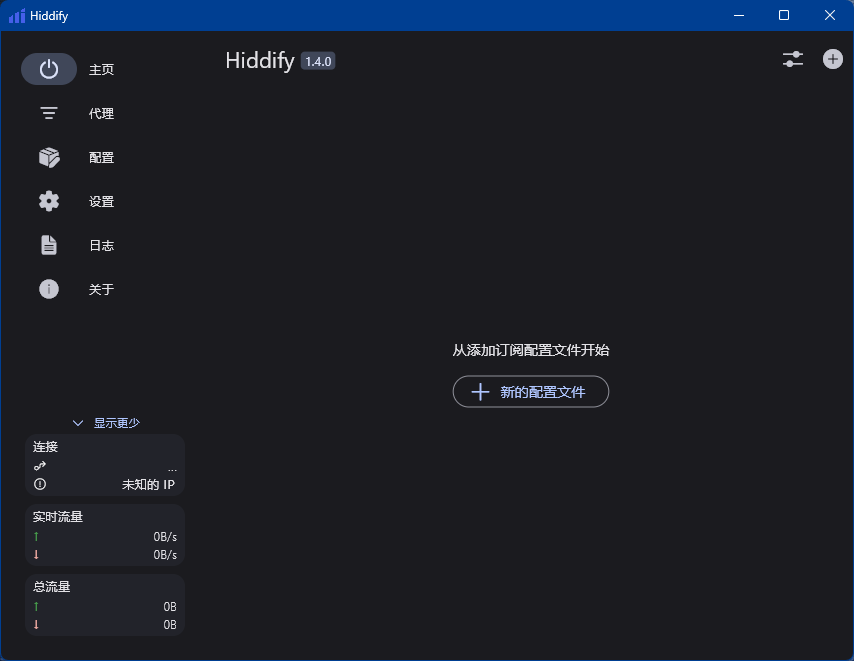 Hiddify
主页
代理
配置
设置
日志
关于
Hiddify 1.4.0
从添加订阅配置文件开始
新的配置文件
显示更少
连接
...
未知的 IP
实时流量
↑ 0B/s
↓ 0B/s
总流量
↑ 0B
↓ 0B